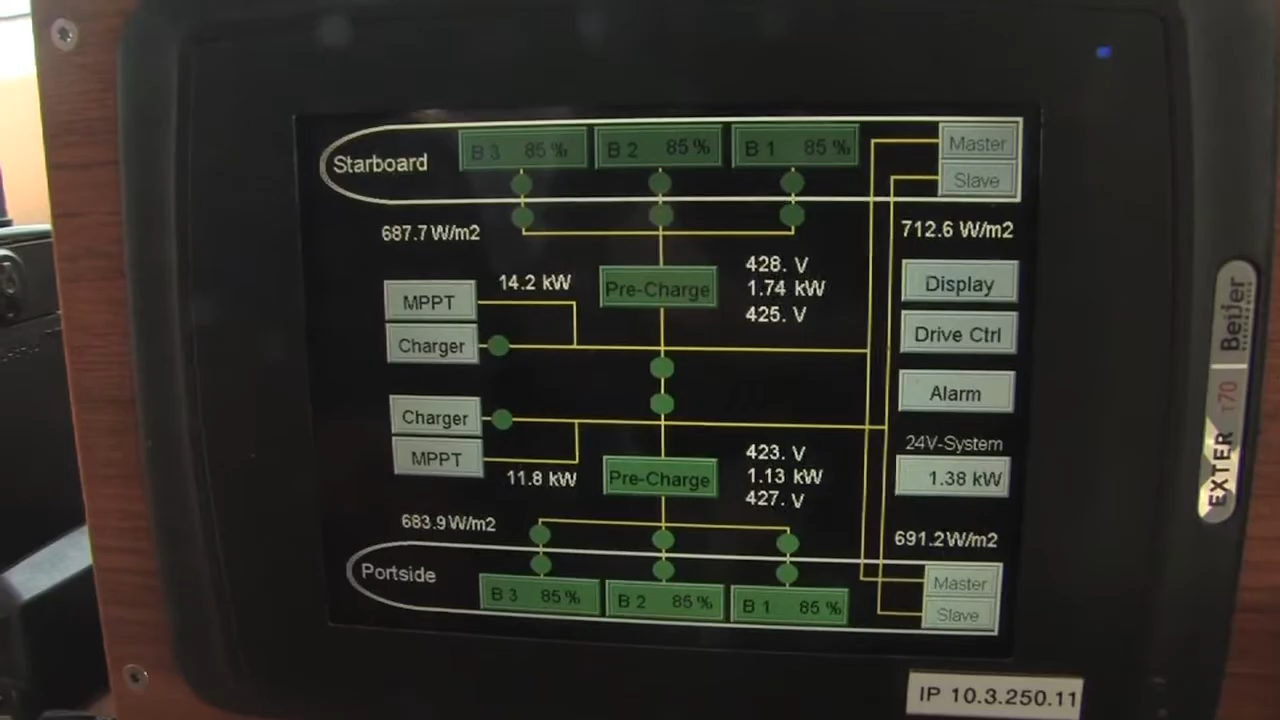 Starboard
B 3 85 %
B 2 85 %
B 1 85 %
Master
Slave
687.7 W/m2
712.6 W/m2
MPPT
14.2 kW
Charger
Pre-Charge
428. V
1.74 kW
425. V
Display
Drive Ctrl
Alarm
Charger
MPPT
11.8 kW
Pre-Charge
423. V
1.13 kW
427. V
24V-System
1.38 kW
683.9 W/m2
691.2 W/m2
Portside
B 3 85 %
B 2 85 %
B 1 85 %
Master
Slave
Beijer
ELECTRONICS
EXTER T70
IP 10.3.250.11